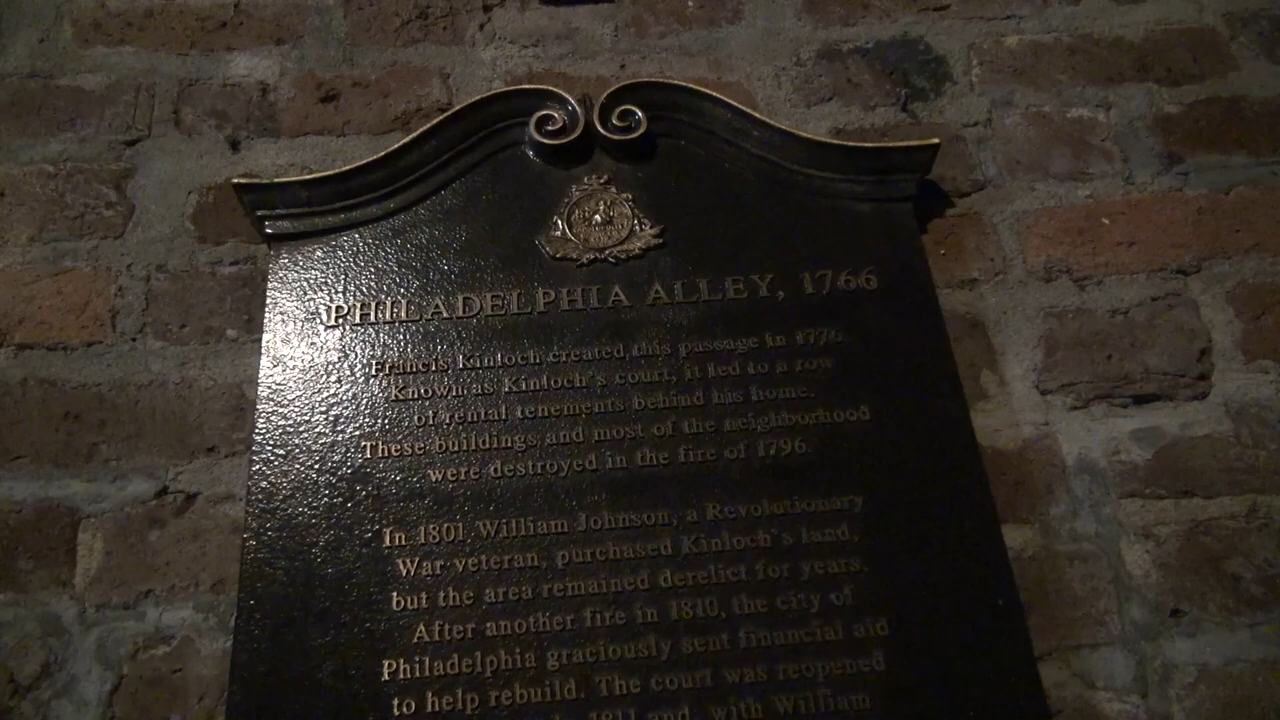 PHILADELPHIA ALLEY, 1766
Francis Kinloch created this passage in
Known as Kinloch's court, it led to a row
of rental tenements behind his home.
These buildings and most of the neighborhood
were destroyed in the fire of 1796.
In 1801 William Johnson, a Revolutionary
War veteran, purchased Kinloch's land,
but the area remained derelict for years.
After another fire in 1810, the city of
Philadelphia graciously sent financial aid
to help rebuild. The court was reopened
1811 and, with William